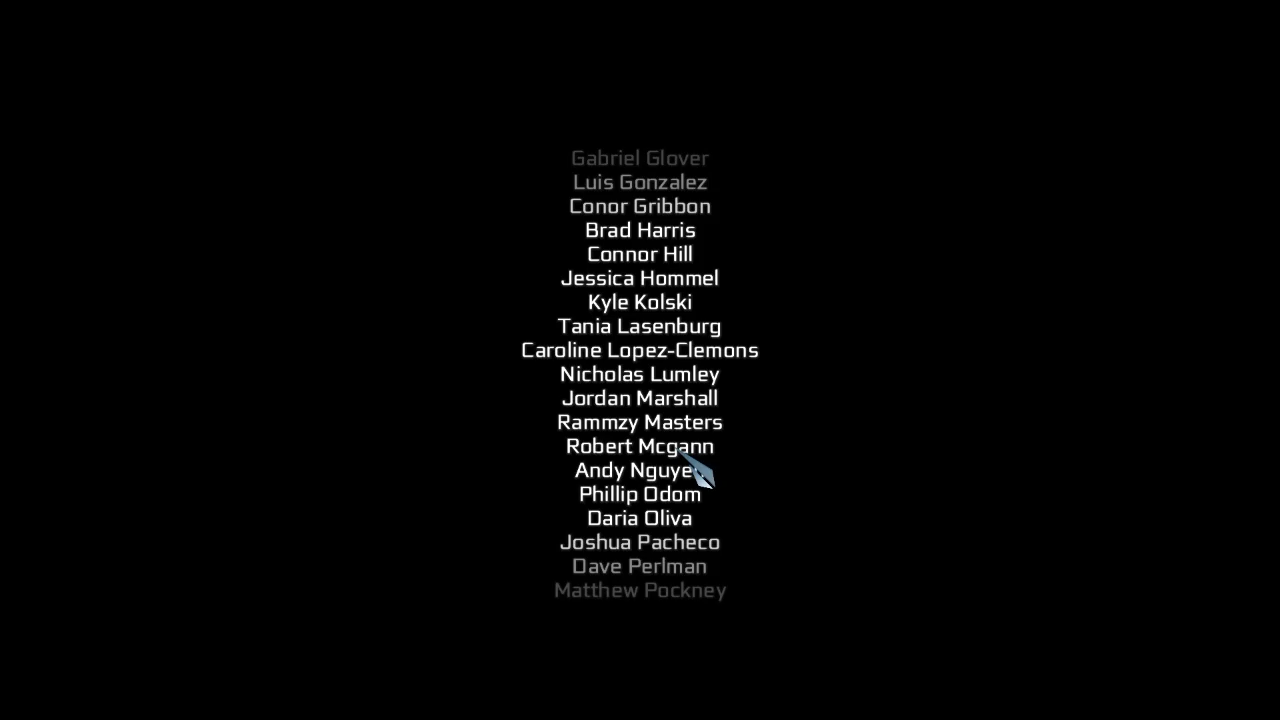 Gabriel Glover
Luis Gonzalez
Conor Gribbon
Brad Harris
Connor Hill
Jessica Hommel
Kyle Kolski
Tania Lasenburg
Caroline Lopez-Clemons
Nicholas Lumley
Jordan Marshall
Rammzy Masters
Robert Mcgann
Andy
Phillip Odom
Daria Oliva
Joshua Pacheco
Dave Perlman
Matthew Pockney